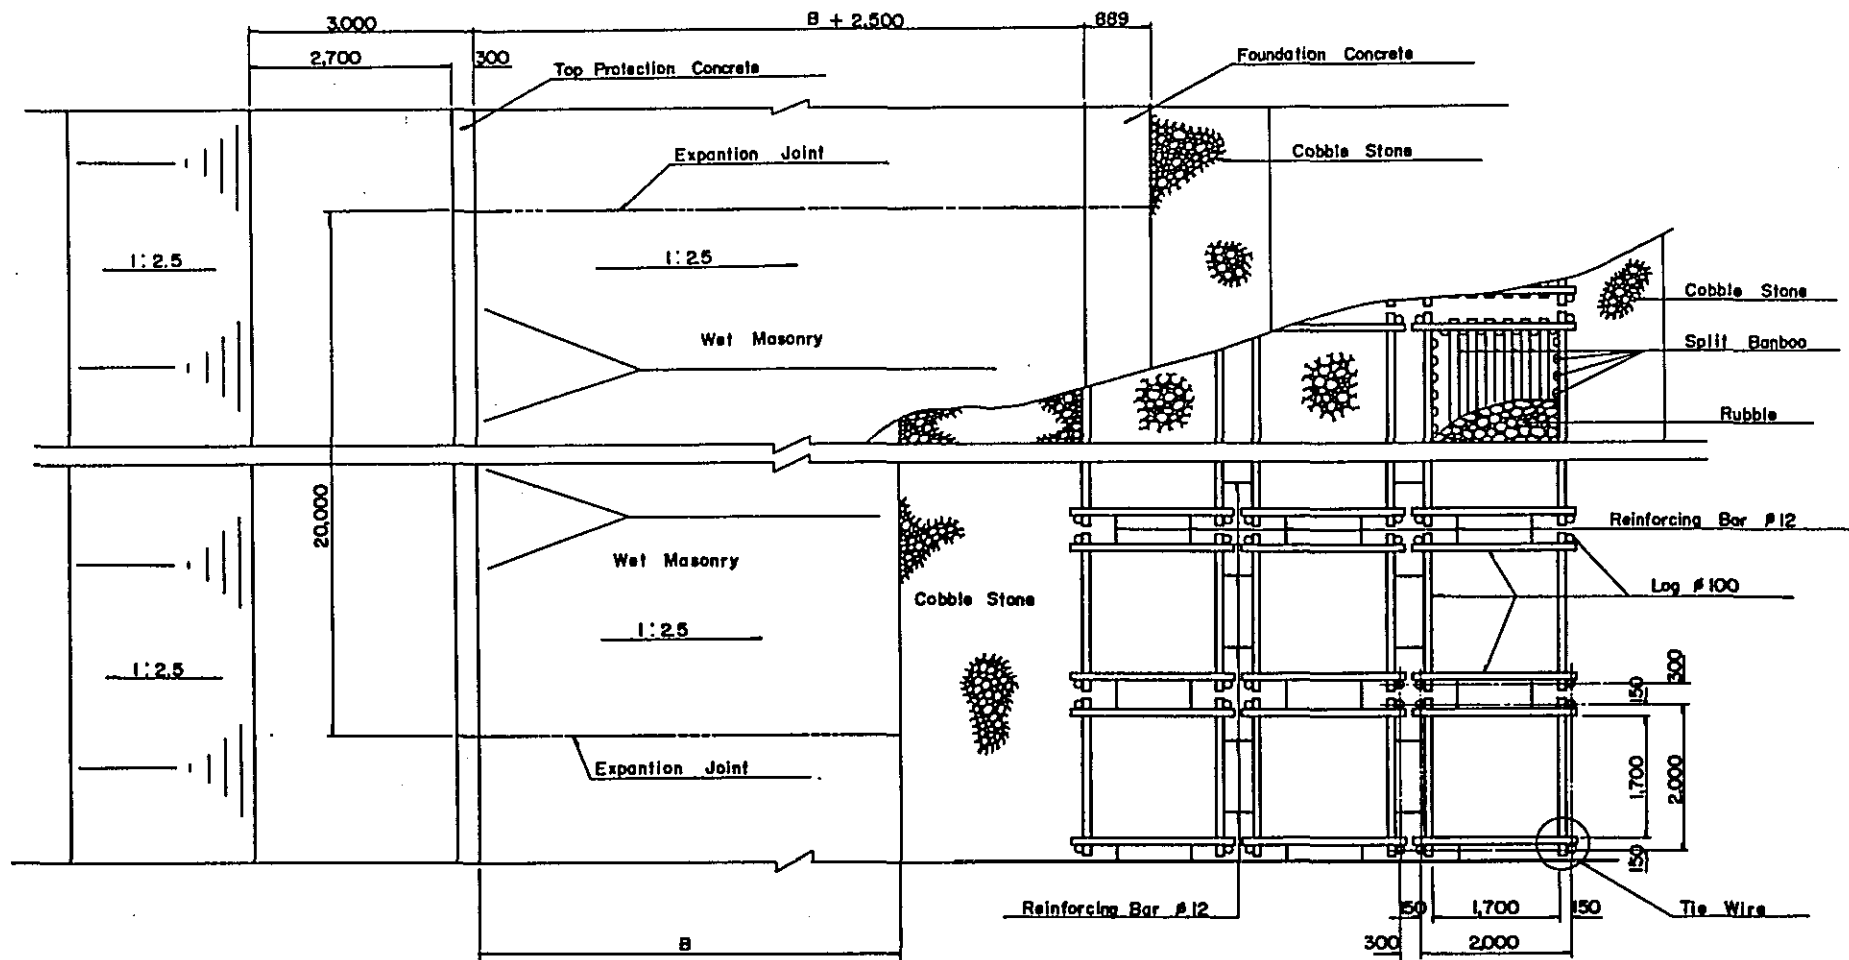 3,000
B + 2,500
889
2,700
300
Top Protection Concrete
Foundation Concrete
Expantion Joint
Cobble Stone
1:2.5
1:2.5
Cobble Stone
Wet Masonry
Split Banboo
Rubble
20,000
Reinforcing Bar ø12
Wet Masonry
Log ø100
Cobble Stone
1:2.5
1:2.5
300
150
Expantion Joint
1,700
2,000
150
Reinforcing Bar ø12
150
1,700
150
Tie Wire
B
300
2,000